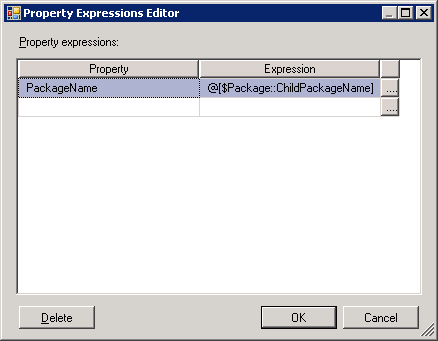 Property Expressions Editor
Property expressions:
Property Expression
PackageName @[$Package::ChildPackageName] ...
...
Delete OK Cancel